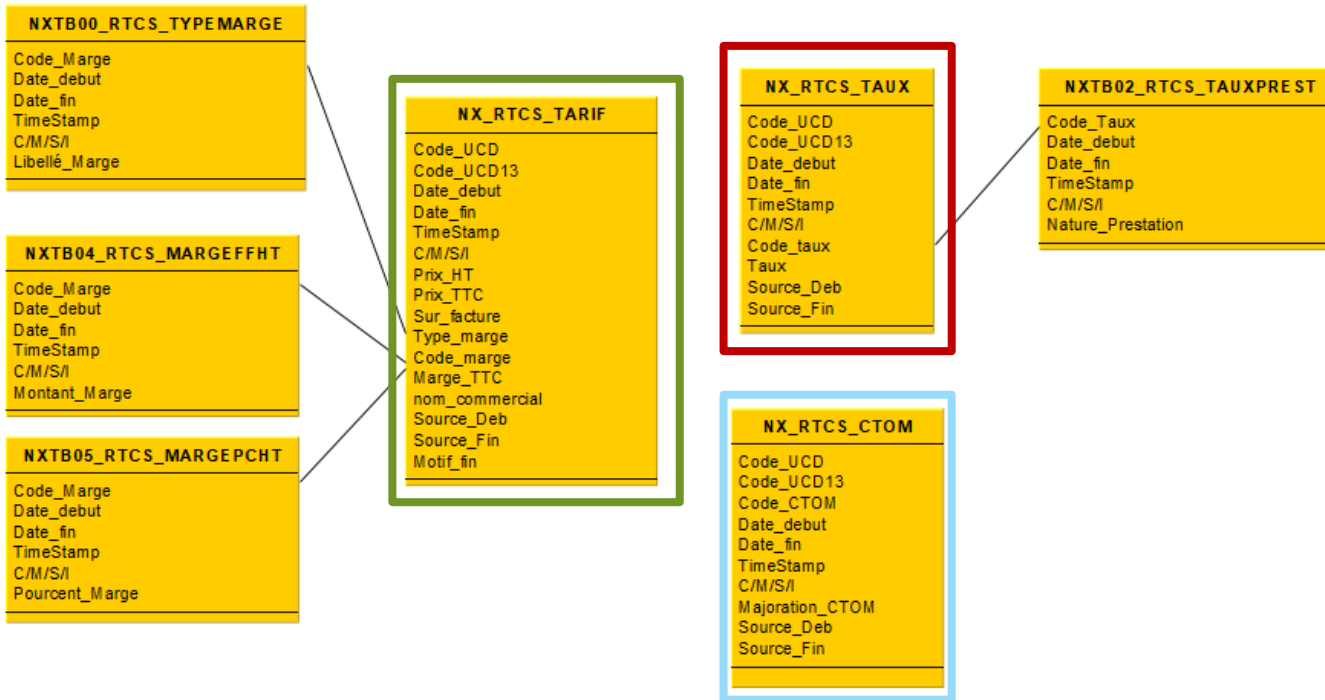 NXTB00_RTCS_TYPEMARGE
Code_Marge
Date_debut
Date_fin
TimeStamp
C/M/S/I
Libellé_Marge
NXTB04_RTCS_MARGEFFHT
Code_Marge
Date_debut
Date_fin
TimeStamp
C/M/S/I
Montant_Marge
NXTB05_RTCS_MARGEPCHT
Code_Marge
Date_debut
Date_fin
TimeStamp
C/M/S/I
Pourcent_Marge
NX_RTCS_TARIF
Code_UCD
Code_UCD13
Date_debut
Date_fin
TimeStamp
C/M/S/I
Prix_HT
Prix_TTC
Sur_facture
Type_marge
Code_marge
Marge_TTC
nom_commercial
Source_Deb
Source_Fin
Motif_fin
NX_RTCS_TAUX
Code_UCD
Code_UCD13
Date_debut
Date_fin
TimeStamp
C/M/S/I
Code_taux
Taux
Source_Deb
Source_Fin
NX_RTCS_CTOM
Code_UCD
Code_UCD13
Code_CTOM
Date_debut
Date_fin
TimeStamp
C/M/S/I
Majoration_CTOM
Source_Deb
Source_Fin
NXTB02_RTCS_TAUXPREST
Code_Taux
Date_debut
Date_fin
TimeStamp
C/M/S/I
Nature_Prestation